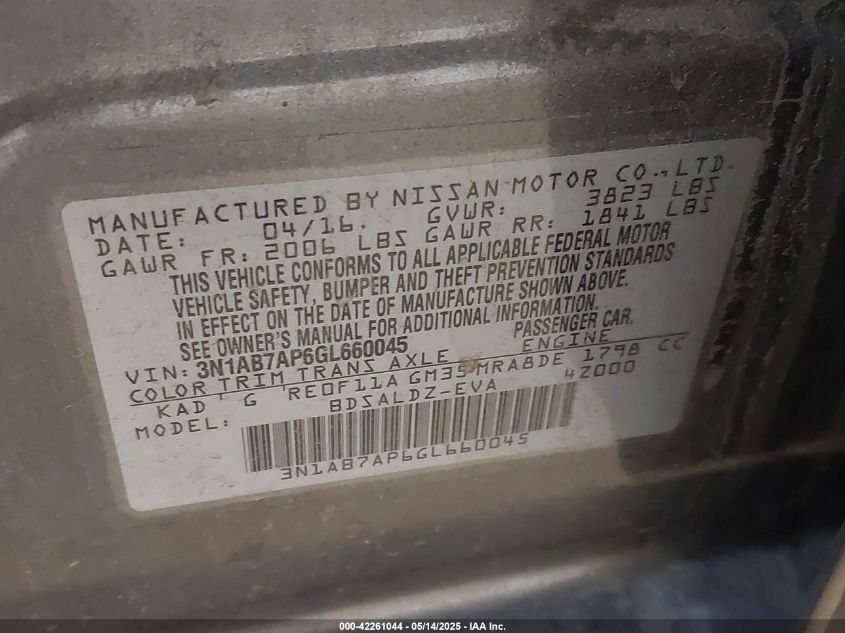 MANUFACTURED BY NISSAN MOTOR CO., LTD.
DATE: 04/16. GVWR: 3823 LBS
GAWR FR: 2006 LBS GAWR RR: 1841 LBS
THIS VEHICLE CONFORMS TO ALL APPLICABLE FEDERAL MOTOR
VEHICLE SAFETY, BUMPER AND THEFT PREVENTION STANDARDS
IN EFFECT ON THE DATE OF MANUFACTURE SHOWN ABOVE.
SEE OWNER'S MANUAL FOR ADDITIONAL INFORMATION.
VIN: 3N1AB7AP6GL660045 PASSENGER CAR.
COLOR TRIM TRANS AXLE ENGINE
KAD G RE0F11A GM35 MRA8DE 1798 CC
MODEL: BDSALDZ-EVA 4Z000
3N1AB7AP6GL660045
000-42261044 - 05/14/2025 - IAA Inc.